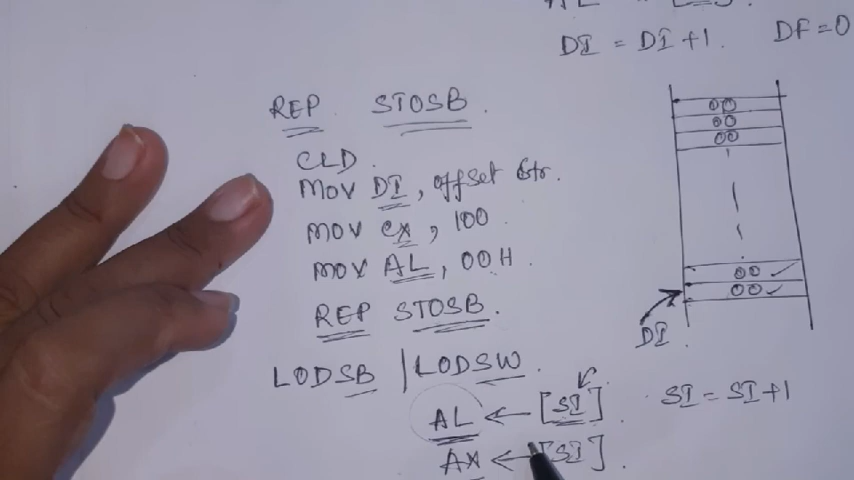 DI = DI+1. DF=0
REP STOSB.
CLD.
MOV DI, offset Str.
MOV CX, 100
MOV AL, 00H
REP STOSB.
LODSB | LODSW.
AL ← [SI]. SI = SI+1
AX ← [SI].
00
00
00
00 ✓
00 ✓
DI.